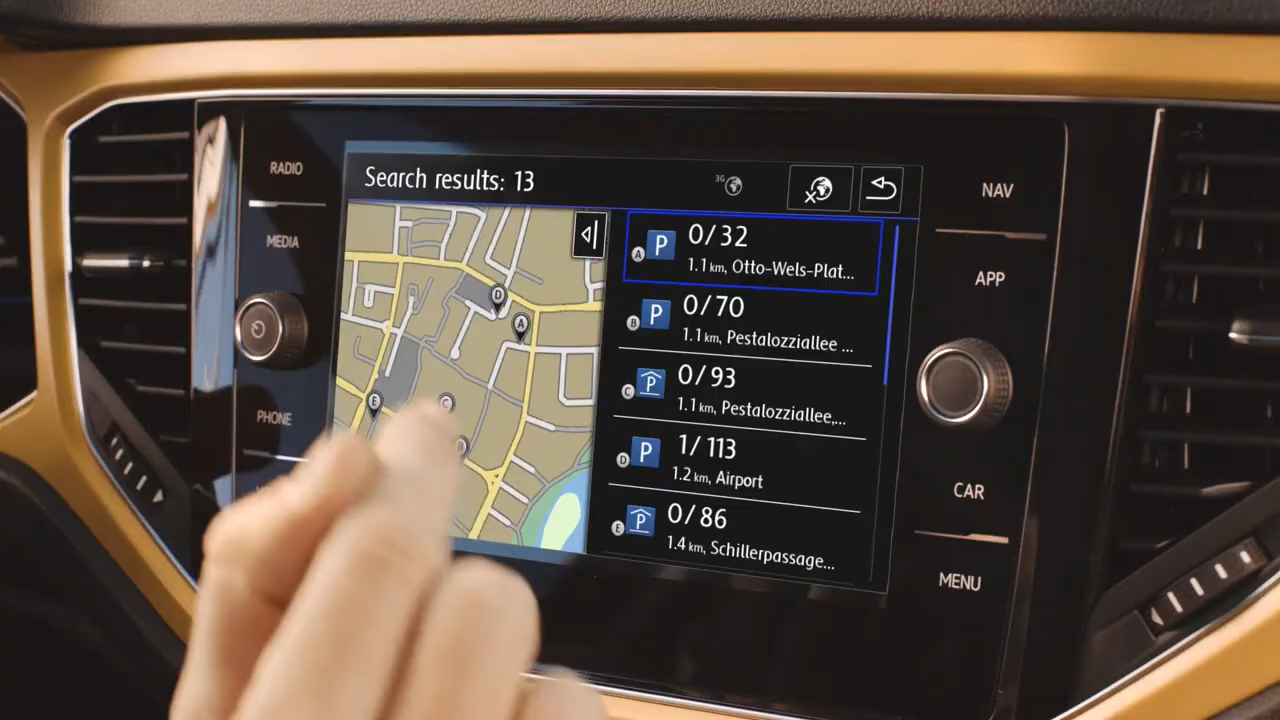 RADIO
MEDIA
PHONE
Search results: 13
3G
D
A
E
C
A
P
0/32
1.1 km, Otto-Wels-Plat...
B
P
0/70
1.1 km, Pestalozziallee ...
C
P
0/93
1.1 km, Pestalozziallee,...
D
P
1/113
1.2 km, Airport
E
P
0/86
1.4 km, Schillerpassage...
NAV
APP
CAR
MENU